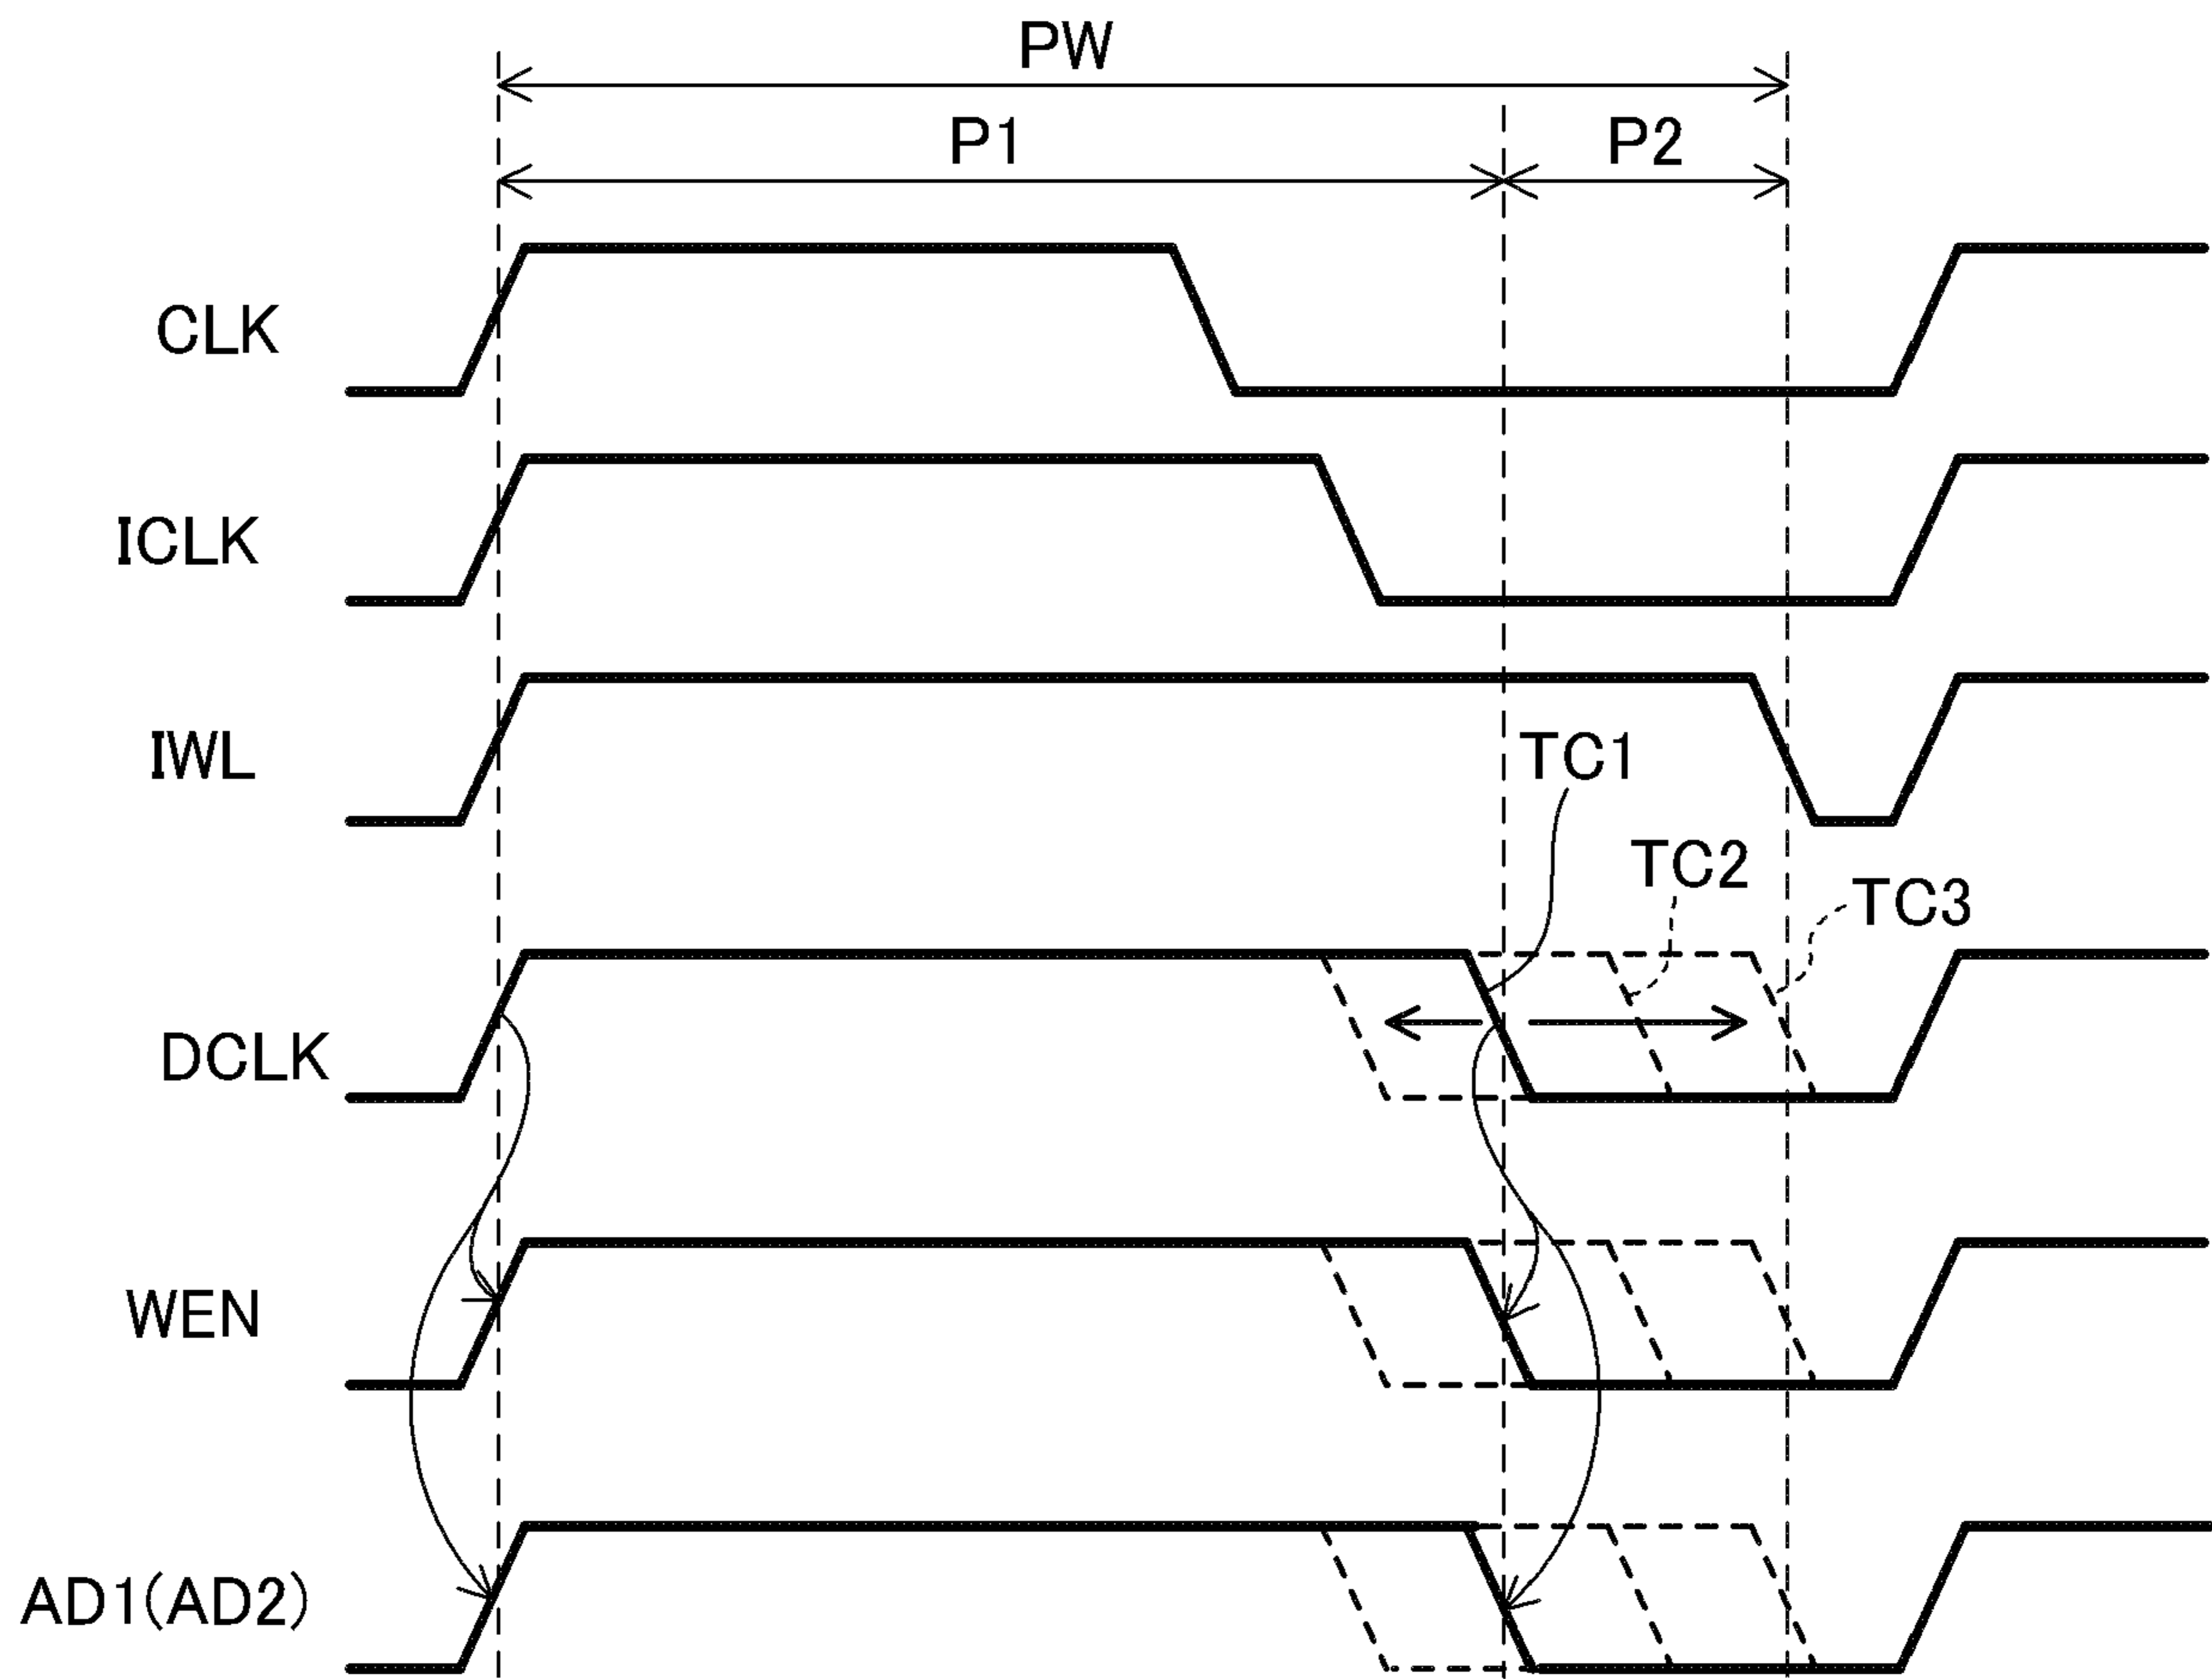 PW
P1
P2
CLK
ICLK
IWL
TC1
TC2
TC3
DCLK
WEN
AD1(AD2)